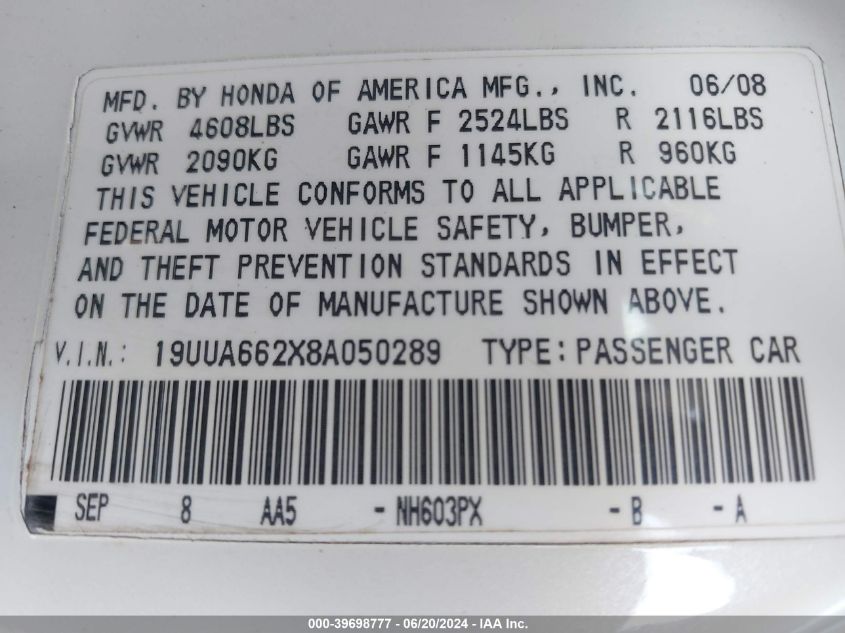 MFD. BY HONDA OF AMERICA MFG., INC. 06/08
GVWR 4608LBS GAWR F 2524LBS R 2116LBS
GVWR 2090KG GAWR F 1145KG R 960KG
THIS VEHICLE CONFORMS TO ALL APPLICABLE
FEDERAL MOTOR VEHICLE SAFETY, BUMPER,
AND THEFT PREVENTION STANDARDS IN EFFECT
ON THE DATE OF MANUFACTURE SHOWN ABOVE.
V.I.N.: 19UUA662X8A050289 TYPE: PASSENGER CAR
SEP 8 AA5 - NH603PX - B - A
000-39698777 - 06/20/2024 - IAA Inc.